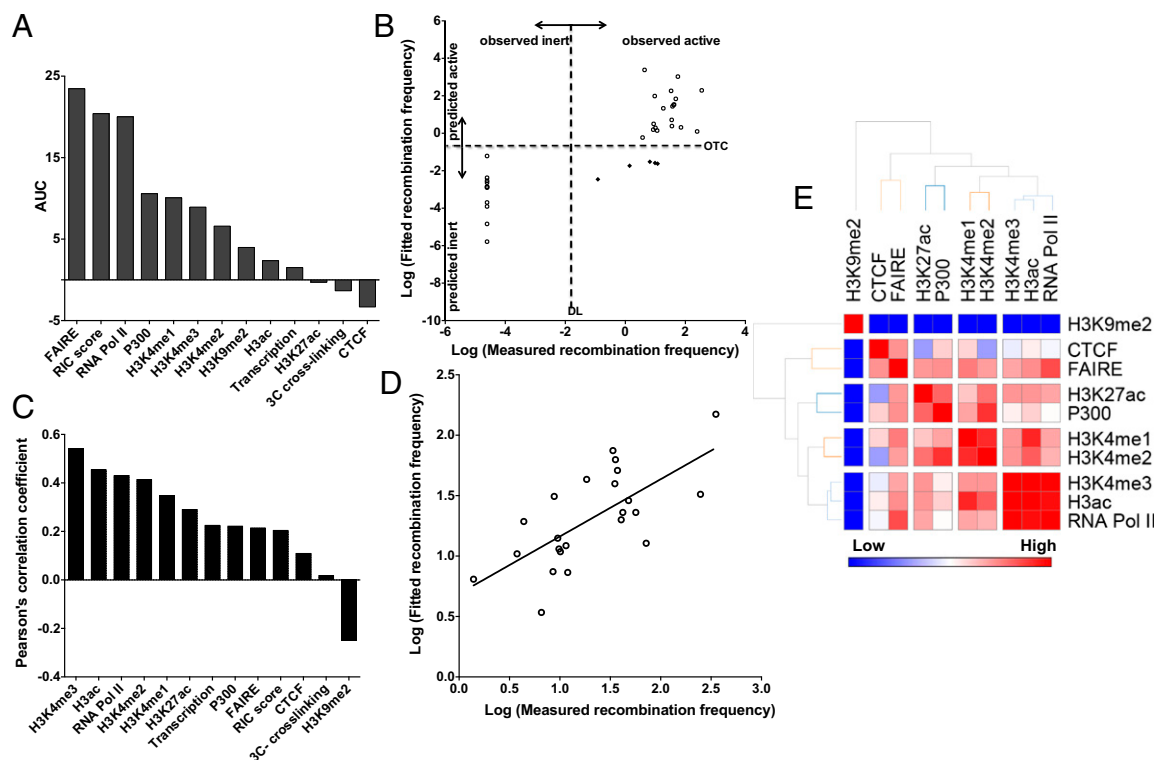 A
AUC
25
15
5
-5
FAIRE
RIC score
RNA Pol II
P300
H3K4me1
H3K4me3
H3K4me2
H3K9me2
H3ac
Transcription
H3K27ac
3C cross-linking
CTCF
B
Log (Fitted recombination frequency)
predicted active
predicted inert
observed inert
observed active
6
4
2
0
-2
-4
-6
-8
-10
OTC
DL
-6
-4
-2
0
2
4
Log (Measured recombination frequency)
C
Pearson's correlation coefficient
0.6
0.4
0.2
0.0
-0.2
-0.4
H3K4me3
H3ac
RNA Pol II
H3K4me2
H3K4me1
H3K27ac
Transcription
P300
FAIRE
RIC score
CTCF
3C- crosslinking
H3K9me2
D
Log (Fitted recombination frequency)
2.5
2.0
1.5
1.0
0.5
0.0
0.0
0.5
1.0
1.5
2.0
2.5
3.0
Log (Measured recombination frequency)
E
H3K9me2
CTCF
FAIRE
H3K27ac
P300
H3K4me1
H3K4me2
H3K4me3
H3ac
RNA Pol II
H3K9me2
CTCF
FAIRE
H3K27ac
P300
H3K4me1
H3K4me2
H3K4me3
H3ac
RNA Pol II
Low High